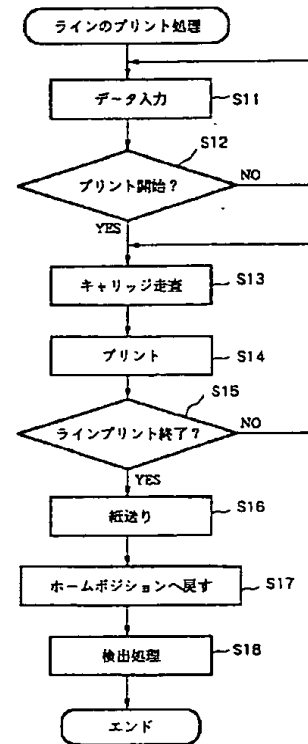 ラインのプリント処理
データ入力
S11
S12
プリント開始?
NO
YES
キャリッジ走査
S13
プリント
S14
S15
ラインプリント終了?
NO
YES
紙送り
S16
ホームポジションへ戻す
S17
検出処理
S18
エンド